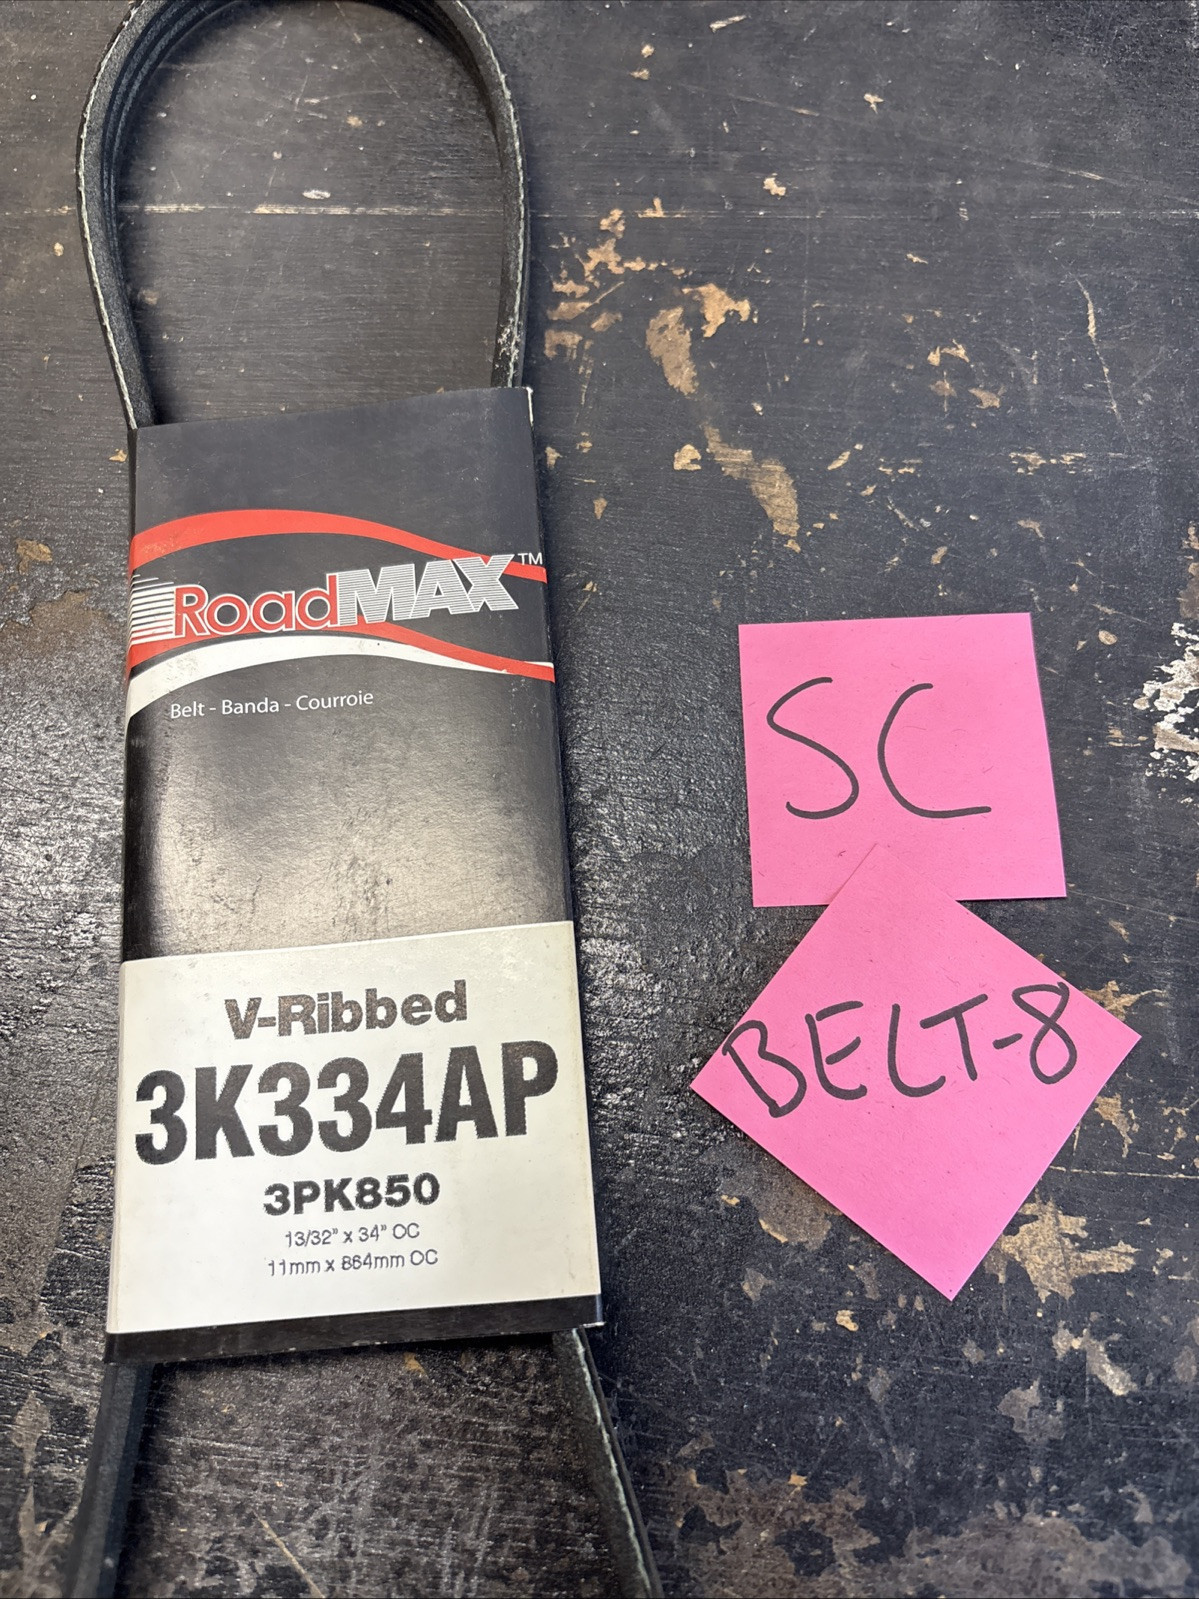 RoadMAX™
Belt - Banda - Courroie
V-Ribbed
3K334AP
3PK850
13/32" x 34" OC
11mm x 864mm OC
SC
BELT-8